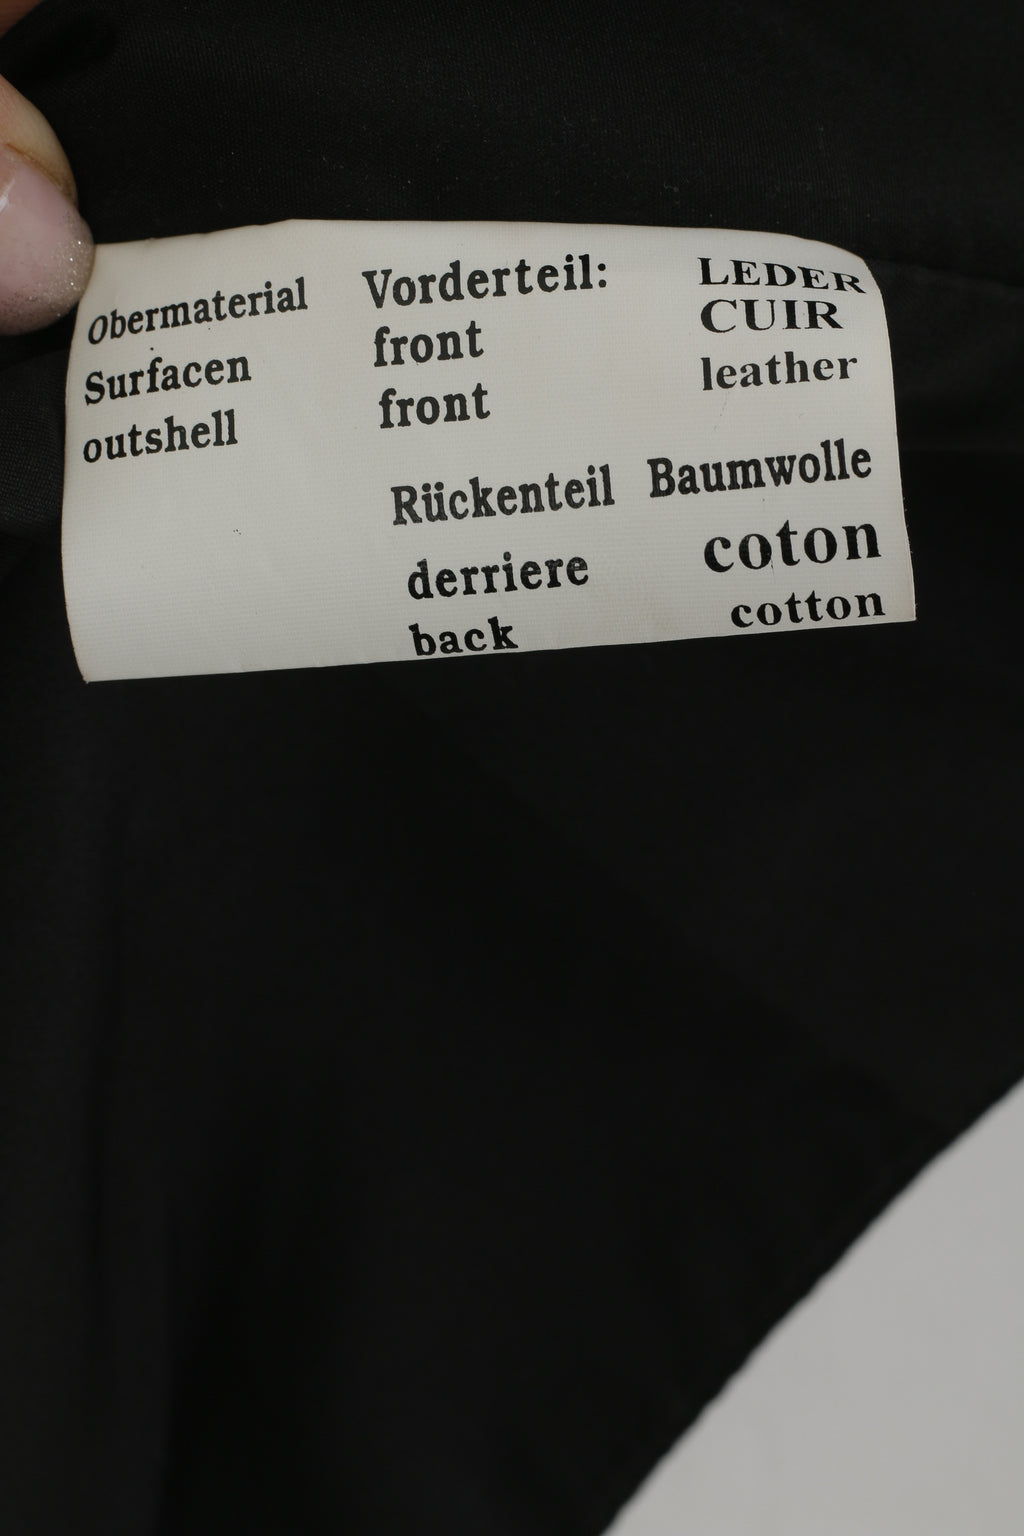 Obermaterial Vorderteil: LEDER
Surfacen front CUIR
outshell front leather
Rückenteil Baumwolle
derriere coton
back cotton